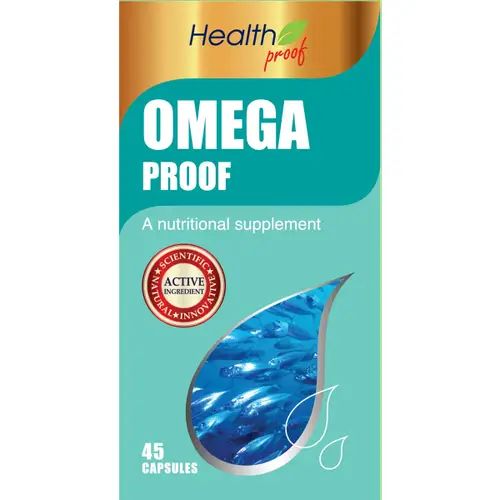 Health
proof
OMEGA
PROOF
A nutritional supplement
SCIENTIFIC
NATURAL INNOVATIVE
ACTIVE
INGREDIENT
45
CAPSULES